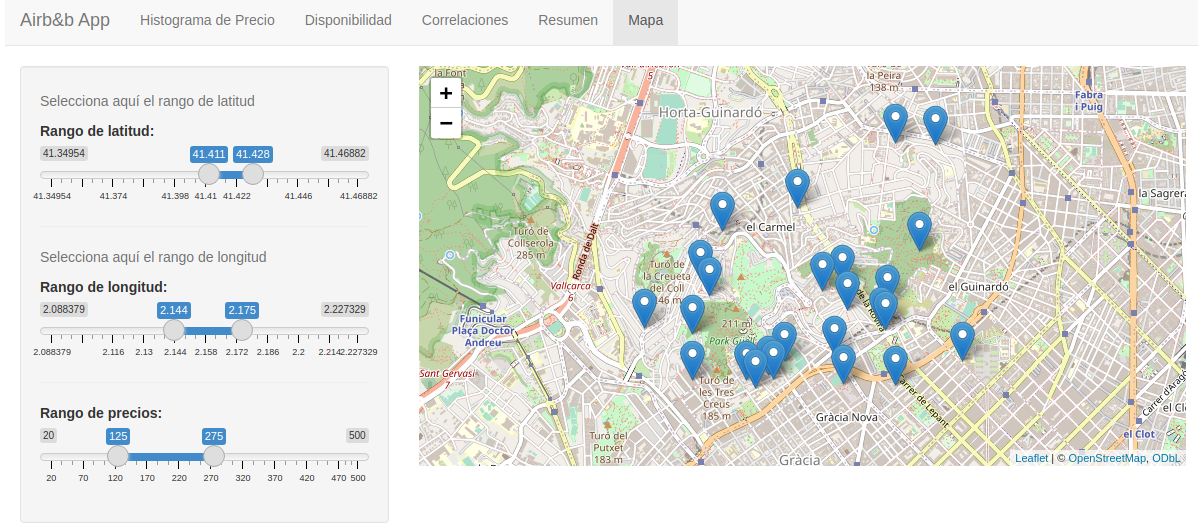 Airb&b App Histograma de Precio Disponibilidad Correlaciones Resumen Mapa
Selecciona aquí el rango de latitud
Rango de latitud:
41.34954 41.411 41.428 41.46882
41.34954 41.374 41.398 41.41 41.422 41.446 41.46882
Selecciona aquí el rango de longitud
Rango de longitud:
2.088379 2.144 2.175 2.227329
2.088379 2.116 2.13 2.144 2.158 2.172 2.186 2.2 2.214 2.227329
Rango de precios:
20 125 275 500
20 70 120 170 220 270 320 370 420 470 500
+
−
la Font
5
de la Peira
138 m
Fabra
i Puig
Horta-Guinardó
la Sagrera
el Carmel
Turó de
Collserola
285 m
Ronda de Dalt
Turó de
la Creueta
del Coll
246 m
Vallcarca
6
el Guinardó
Funicular
Plaça Doctor
Andreu
211 m
Park Güell
Sant Gervasi
7
Turó de
les Tres
Creus
185 m
Carrer de Lepant
Carrer d'Aragó
Gràcia Nova
el Clot
Turó del
Putxet
183 m
Gràcia
Leaflet | © OpenStreetMap, ODbL